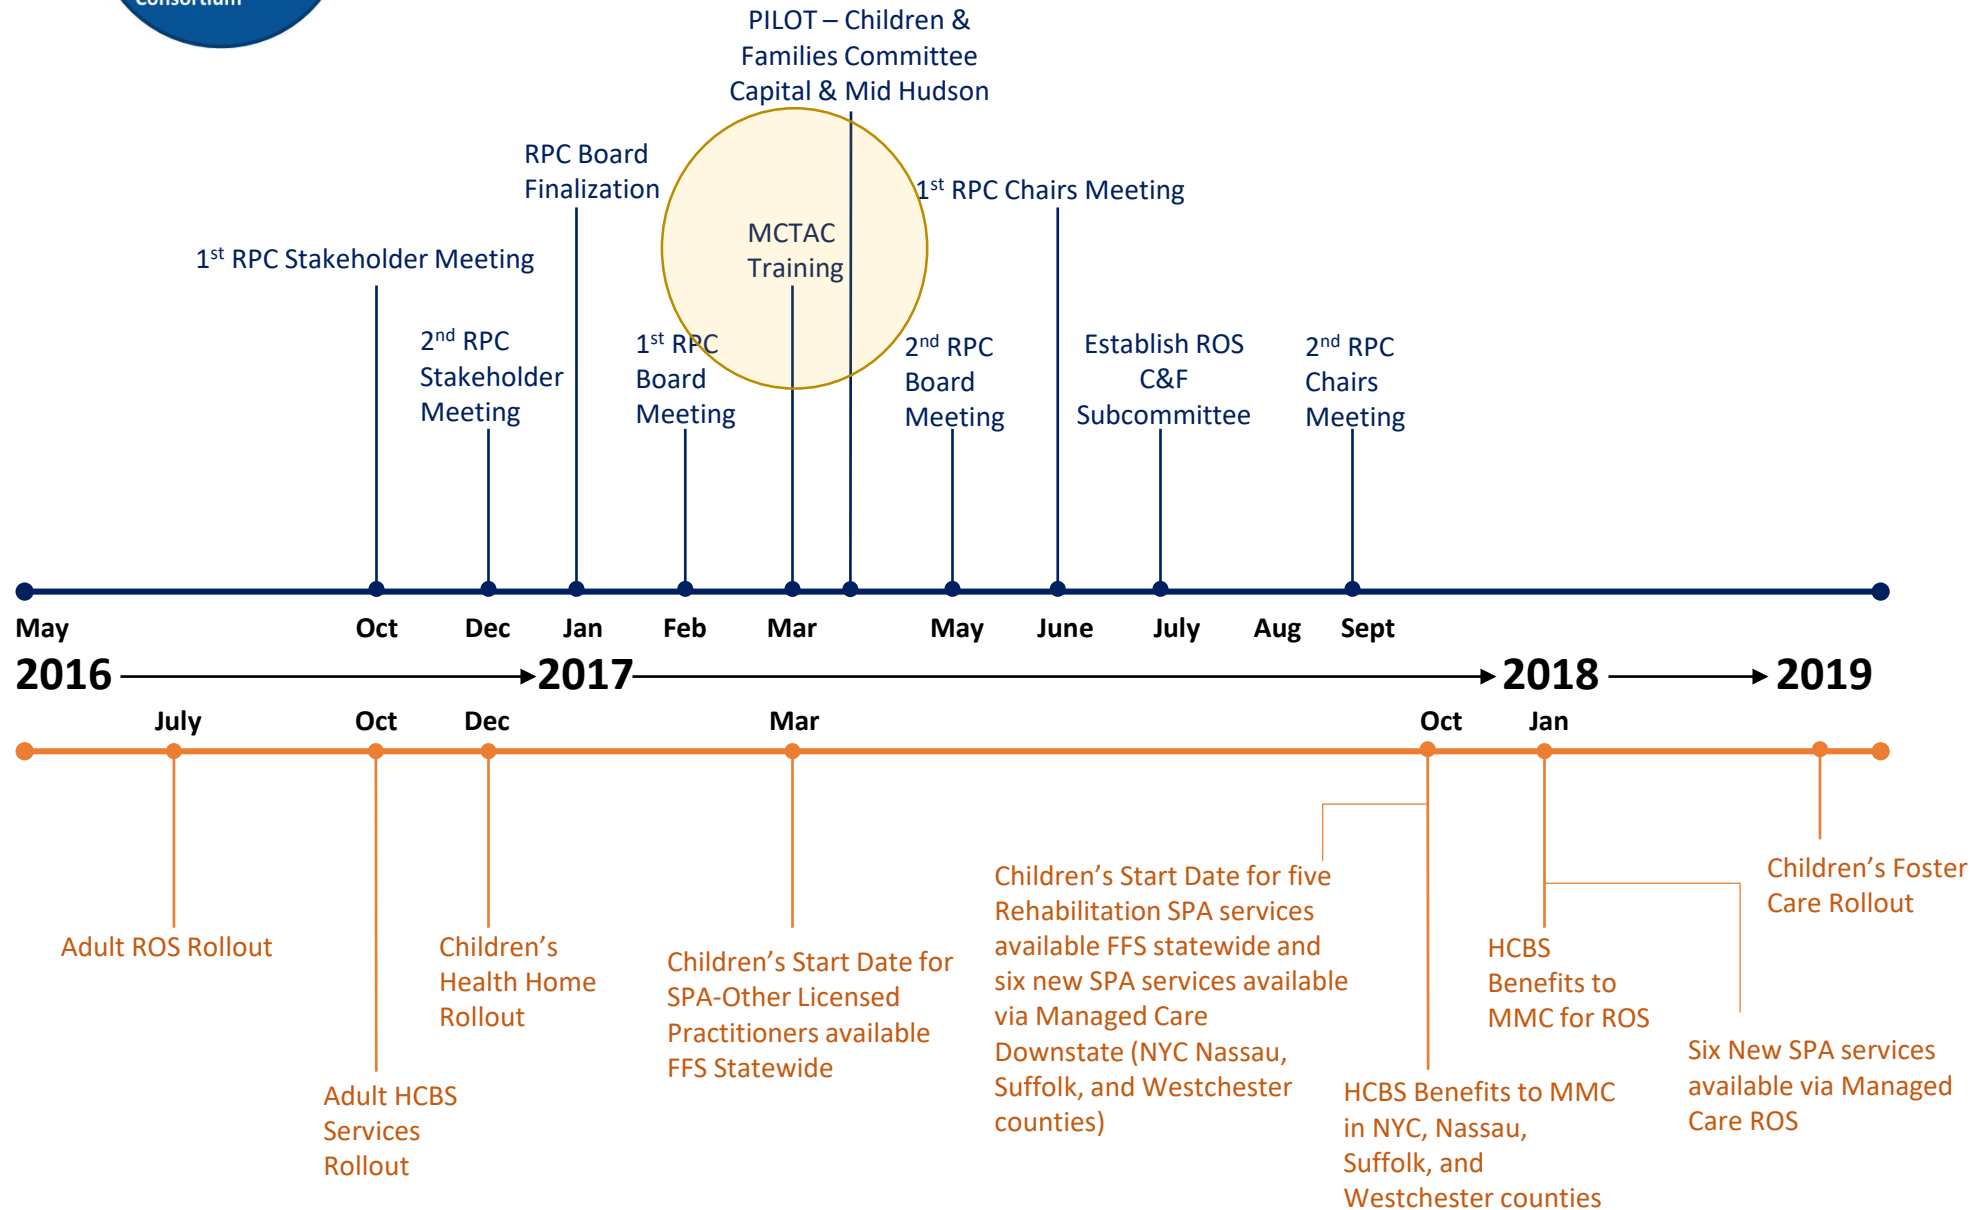 Consortium
PILOT – Children &
Families Committee
Capital & Mid Hudson
RPC Board
Finalization
1st RPC Chairs Meeting
MCTAC
Training
1st RPC Stakeholder Meeting
2nd RPC
Stakeholder
Meeting
1st RPC
Board
Meeting
2nd RPC
Board
Meeting
Establish ROS
C&F
Subcommittee
2nd RPC
Chairs
Meeting
May Oct Dec Jan Feb Mar May June July Aug Sept
2016 2017 2018 2019
July Oct Dec Mar Oct Jan
Adult ROS Rollout
Adult HCBS
Services
Rollout
Children’s
Health Home
Rollout
Children’s Start Date for
SPA-Other Licensed
Practitioners available
FFS Statewide
Children’s Start Date for five
Rehabilitation SPA services
available FFS statewide and
six new SPA services available
via Managed Care
Downstate (NYC Nassau,
Suffolk, and Westchester
counties)
HCBS Benefits to MMC
in NYC, Nassau,
Suffolk, and
Westchester counties
HCBS
Benefits to
MMC for ROS
Six New SPA services
available via Managed
Care ROS
Children’s Foster
Care Rollout